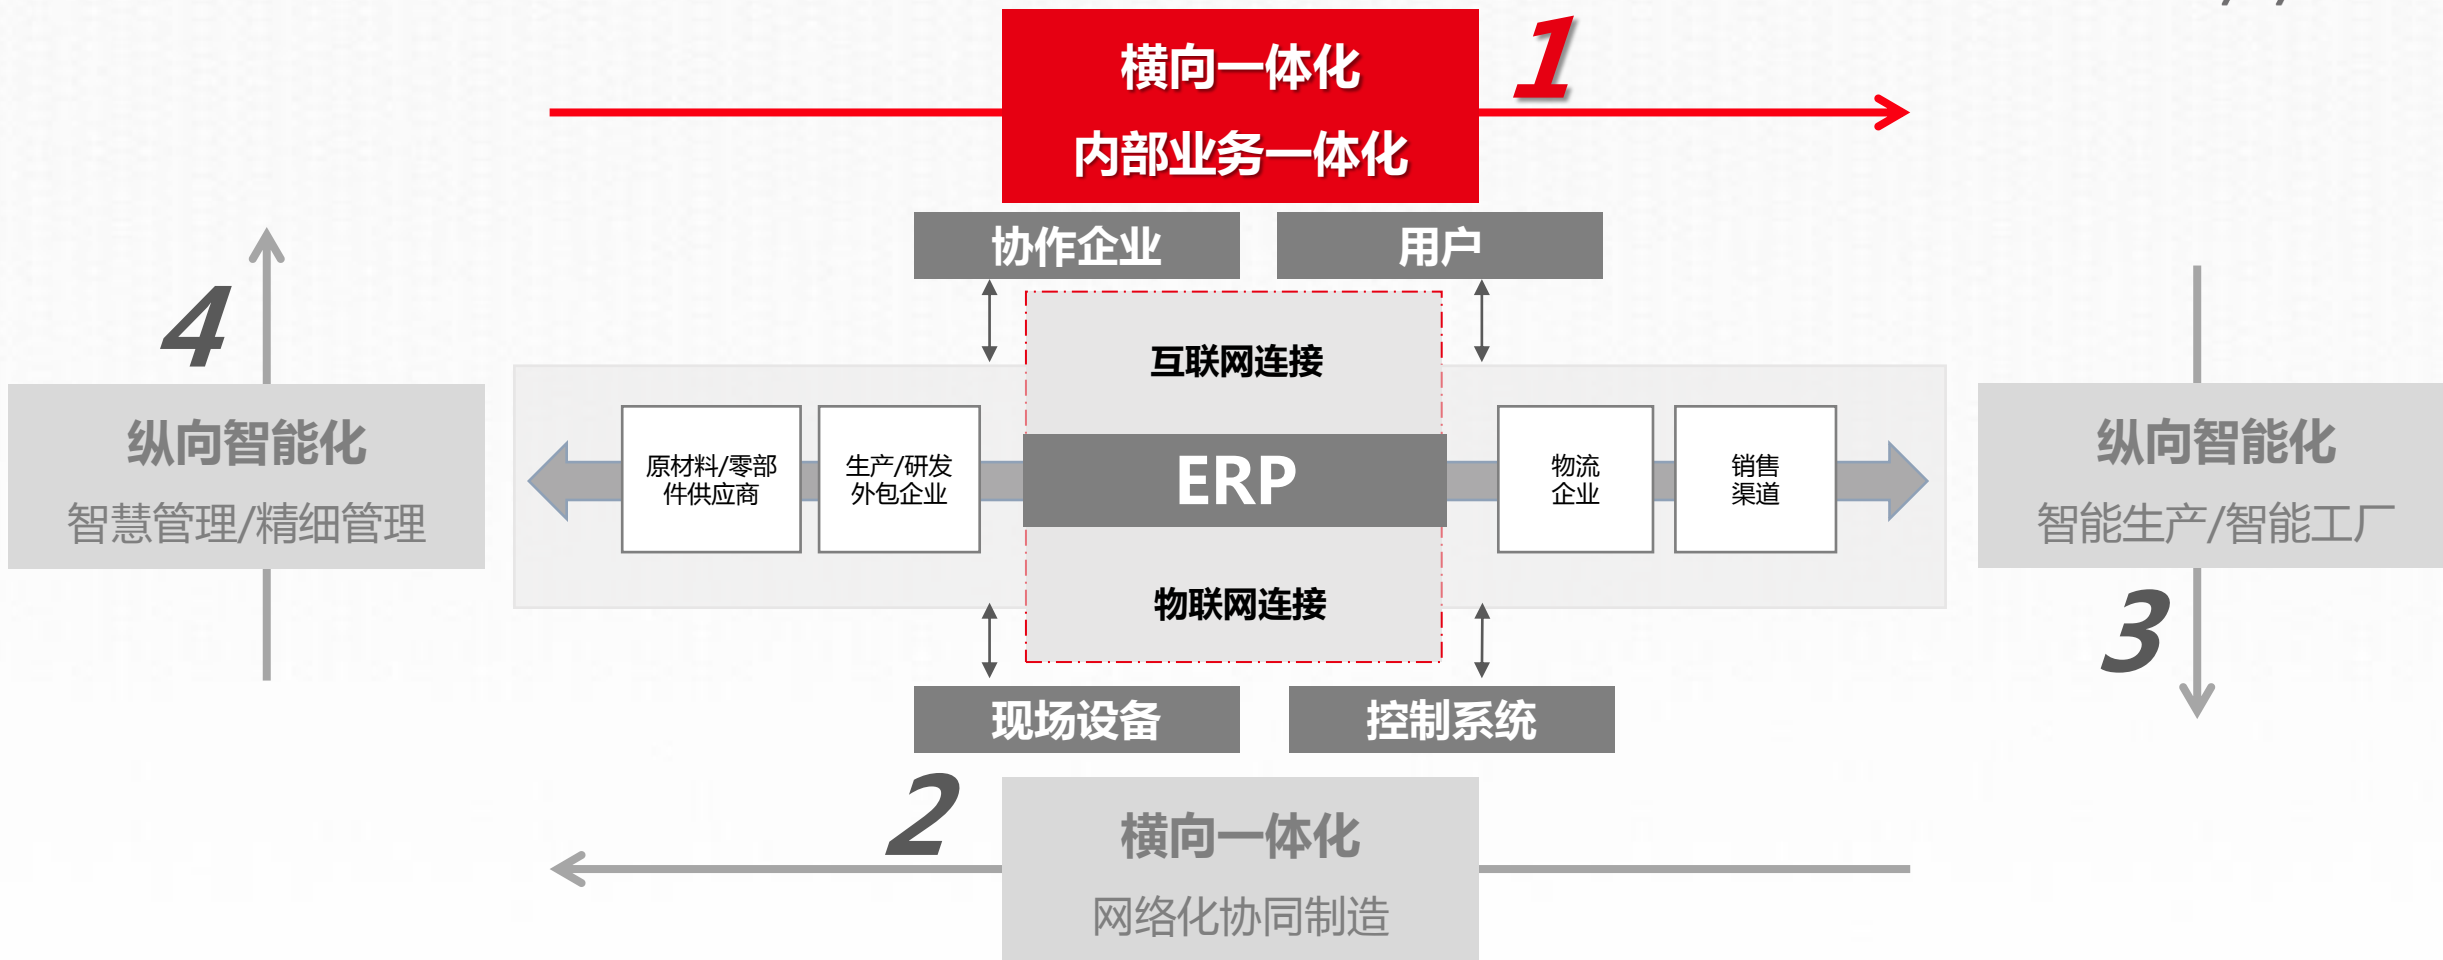 横向一体化
内部业务一体化
1
协作企业
用户
4
纵向智能化
智慧管理/精细管理
互联网连接
原材料/零部
件供应商
生产/研发
外包企业
ERP
物流
企业
销售
渠道
物联网连接
纵向智能化
智能生产/智能工厂
3
现场设备
控制系统
2
横向一体化
网络化协同制造